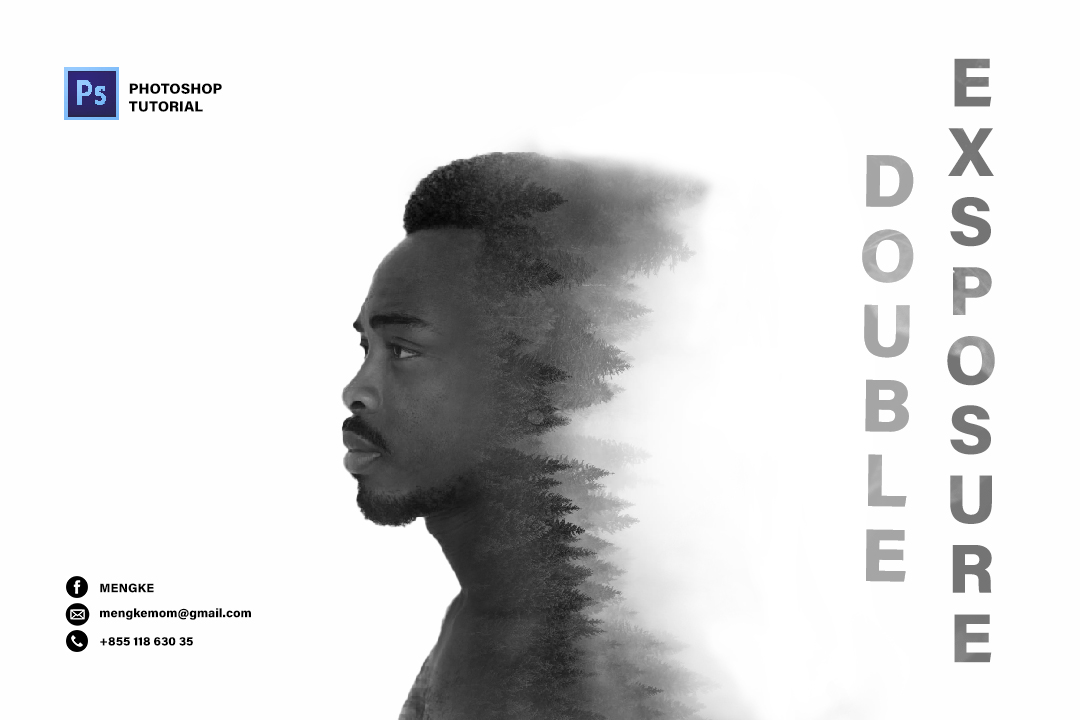 Ps
PHOTOSHOP
TUTORIAL
DOUBLE
EXSPOSURE
MENGKE
mengkemom@gmail.com
+855 118 630 35